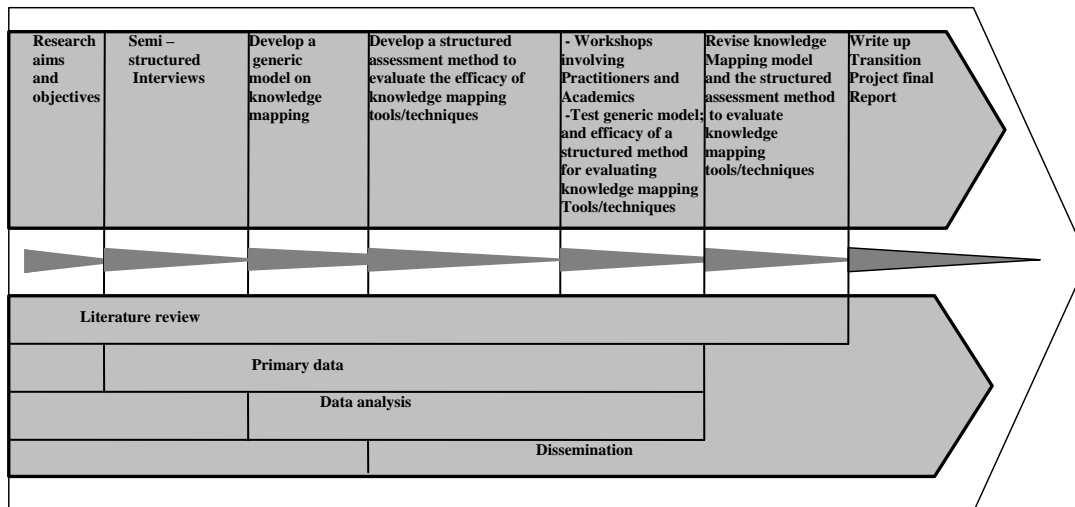 Research
aims
and
objectives
Semi –
structured
Interviews
Develop a
generic
model on
knowledge
mapping
Develop a structured
assessment method to
evaluate the efficacy of
knowledge mapping
tools/techniques
- Workshops
involving
Practitioners and
Academics
-Test generic model;
and efficacy of a
structured method
for evaluating
knowledge mapping
Tools/techniques
Revise knowledge
Mapping model
and the structured
assessment method
to evaluate
knowledge
mapping
tools/techniques
Write up
Transition
Project final
Report
Literature review
Primary data
Data analysis
Dissemination